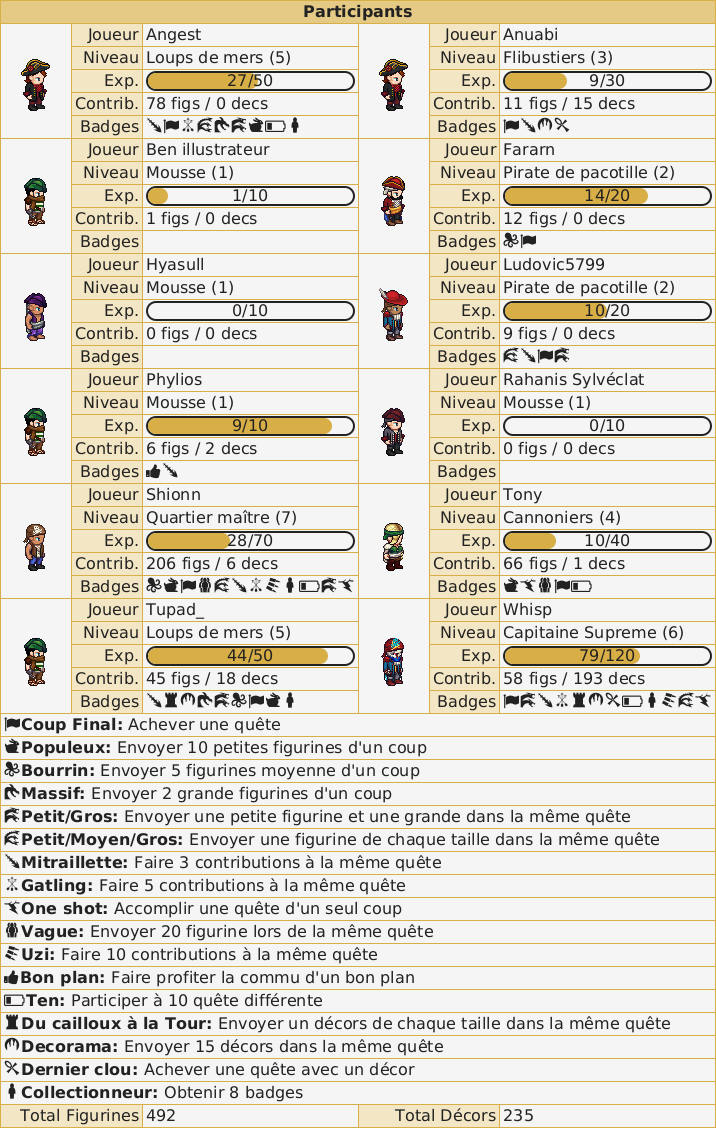 Participants
Joueur Angest
Niveau Loups de mers (5)
Exp. 27/50
Contrib. 78 figs / 0 decs
Badges
Joueur Anuabi
Niveau Flibustiers (3)
Exp. 9/30
Contrib. 11 figs / 15 decs
Badges
Joueur Ben illustrateur
Niveau Mousse (1)
Exp. 1/10
Contrib. 1 figs / 0 decs
Badges
Joueur Fararn
Niveau Pirate de pacotille (2)
Exp. 14/20
Contrib. 12 figs / 0 decs
Badges
Joueur Hyasull
Niveau Mousse (1)
Exp. 0/10
Contrib. 0 figs / 0 decs
Badges
Joueur Ludovic5799
Niveau Pirate de pacotille (2)
Exp. 10/20
Contrib. 9 figs / 0 decs
Badges
Joueur Phylios
Niveau Mousse (1)
Exp. 9/10
Contrib. 6 figs / 2 decs
Badges
Joueur Rahanis Sylvéclat
Niveau Mousse (1)
Exp. 0/10
Contrib. 0 figs / 0 decs
Badges
Joueur Shionn
Niveau Quartier maître (7)
Exp. 28/70
Contrib. 206 figs / 6 decs
Badges
Joueur Tony
Niveau Cannoniers (4)
Exp. 10/40
Contrib. 66 figs / 1 decs
Badges
Joueur Tupad_
Niveau Loups de mers (5)
Exp. 44/50
Contrib. 45 figs / 18 decs
Badges
Joueur Whisp
Niveau Capitaine Supreme (6)
Exp. 79/120
Contrib. 58 figs / 193 decs
Badges
Coup Final: Achever une quête
Populeux: Envoyer 10 petites figurines d'un coup
Bourrin: Envoyer 5 figurines moyenne d'un coup
Massif: Envoyer 2 grande figurines d'un coup
Petit/Gros: Envoyer une petite figurine et une grande dans la même quête
Petit/Moyen/Gros: Envoyer une figurine de chaque taille dans la même quête
Mitraillette: Faire 3 contributions à la même quête
Gatling: Faire 5 contributions à la même quête
One shot: Accomplir une quête d'un seul coup
Vague: Envoyer 20 figurine lors de la même quête
Uzi: Faire 10 contributions à la même quête
Bon plan: Faire profiter la commu d'un bon plan
Ten: Participer à 10 quête différente
Du cailloux à la Tour: Envoyer un décors de chaque taille dans la même quête
Decorama: Envoyer 15 décors dans la même quête
Dernier clou: Achever une quête avec un décor
Collectionneur: Obtenir 8 badges
Total Figurines 492 Total Décors 235